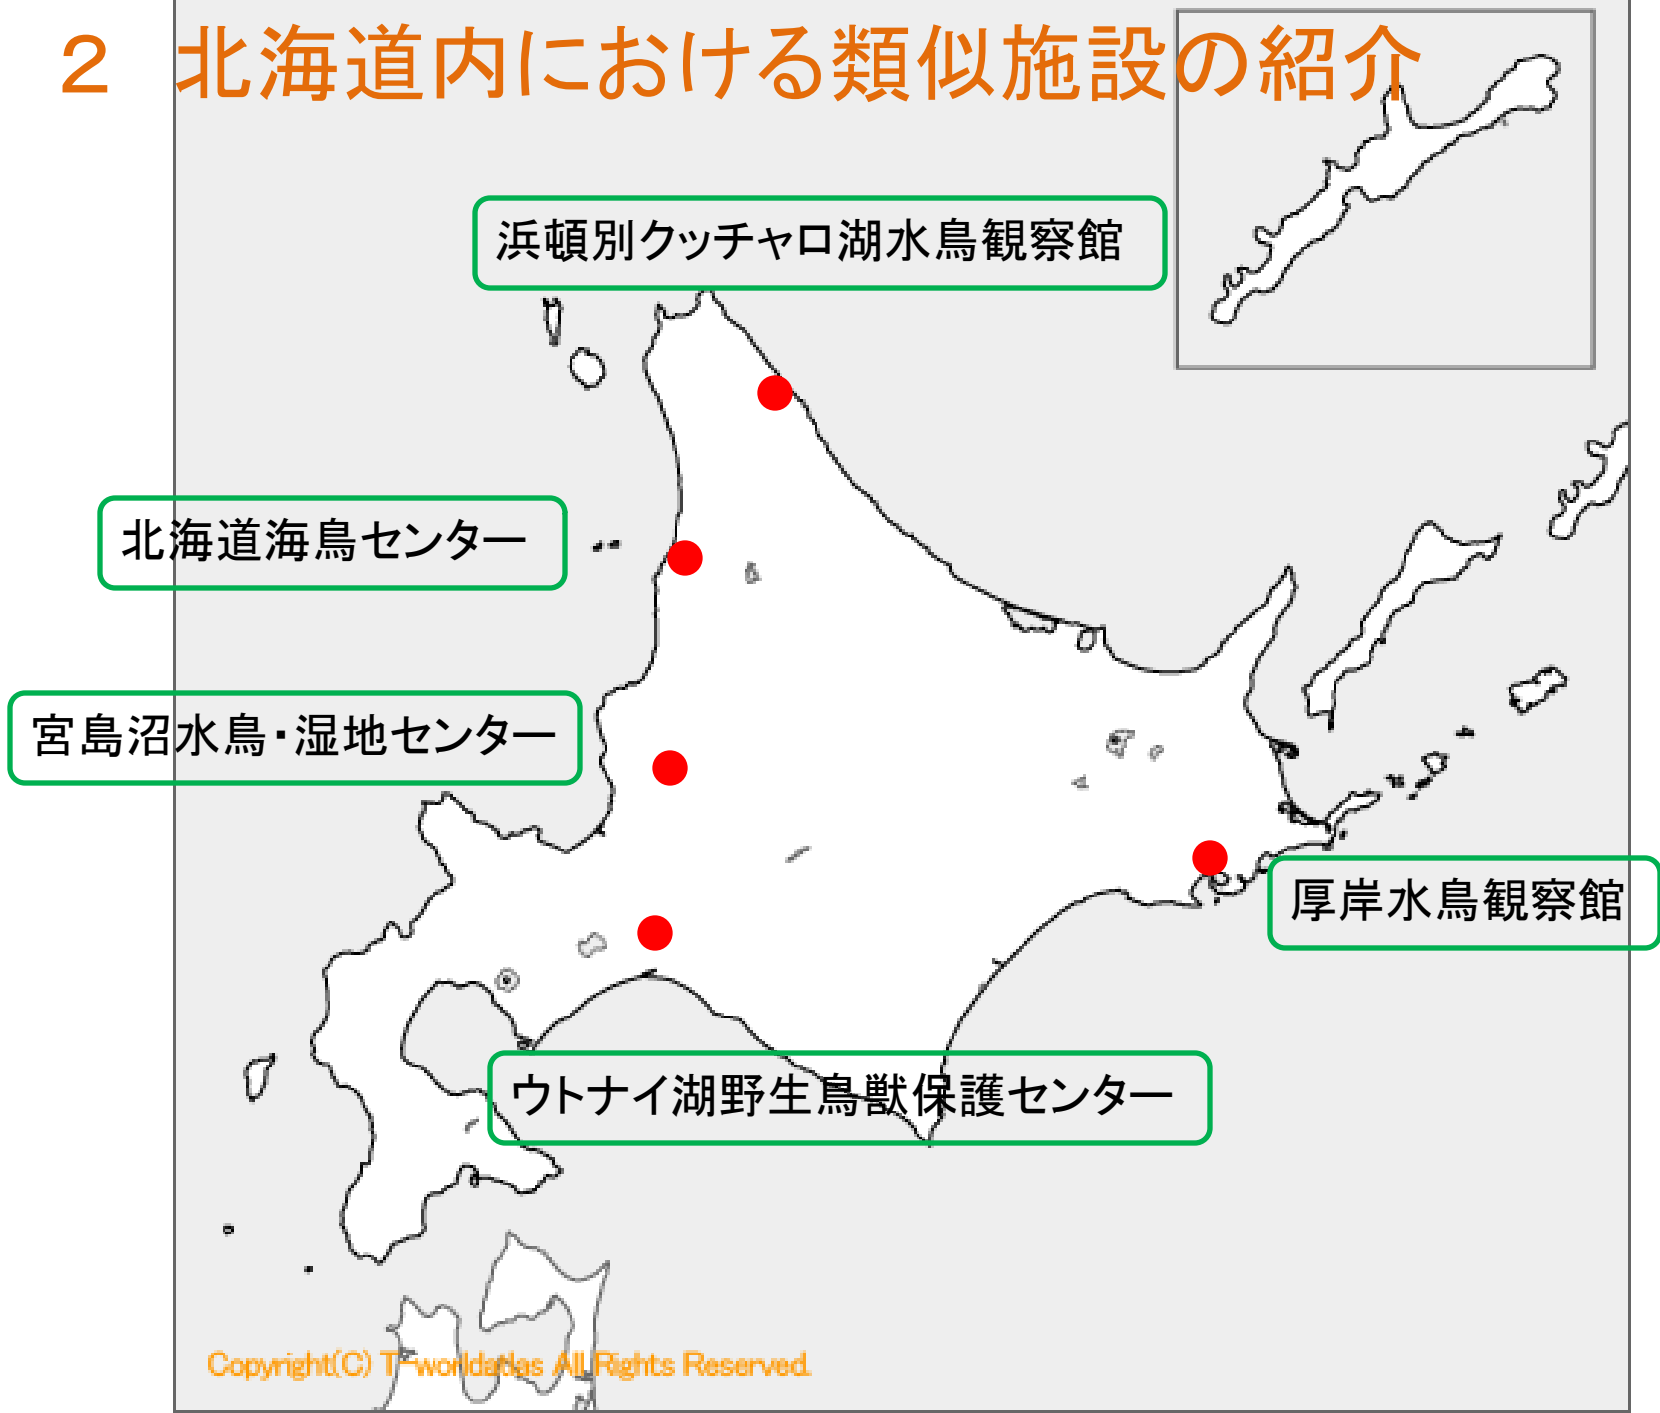 ２　北海道内における類似施設の紹介
浜頓別クッチャロ湖水鳥観察館
北海道海鳥センター
宮島沼水鳥・湿地センター
厚岸水鳥観察館
ウトナイ湖野生鳥獣保護センター
Copyright(C) T-worldatlas All Rights Reserved.